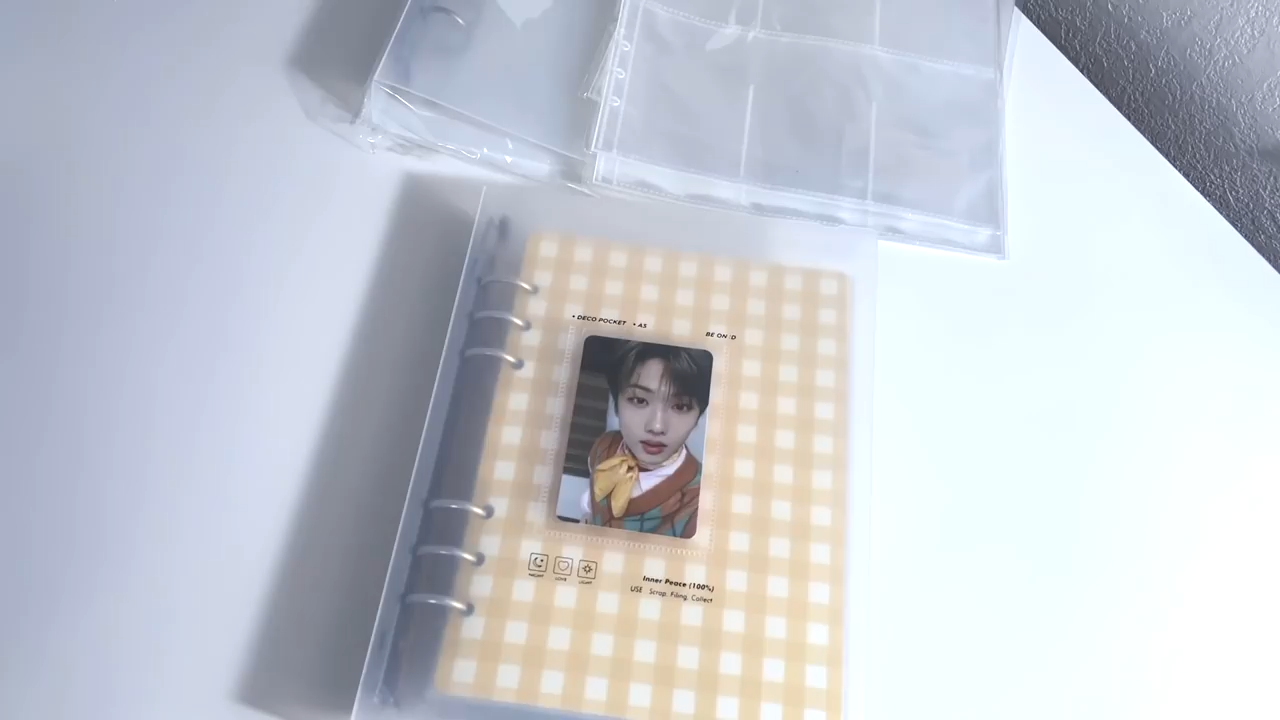 • DECO POCKET • A5 BE ON :D
NIGHT LOVE LIGHT
Inner Peace (100%)
USE Scrap, Filing, Collect